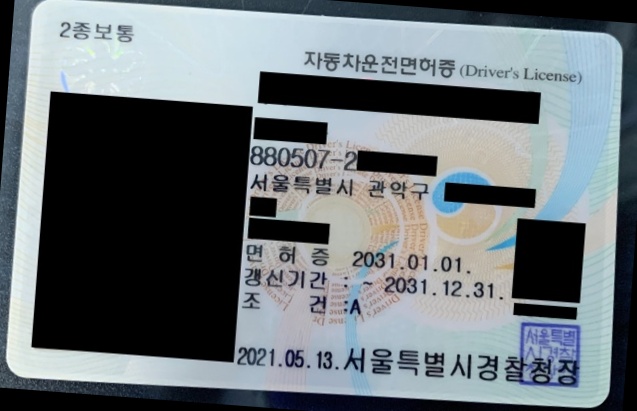 2종보통
자동차운전면허증 (Driver's License)
880507-2
서울특별시 관악구
면 허 증 2031.01.01.
갱신기간 : ~ 2031.12.31.
조 건 :A
2021.05.13. 서울특별시경찰청장